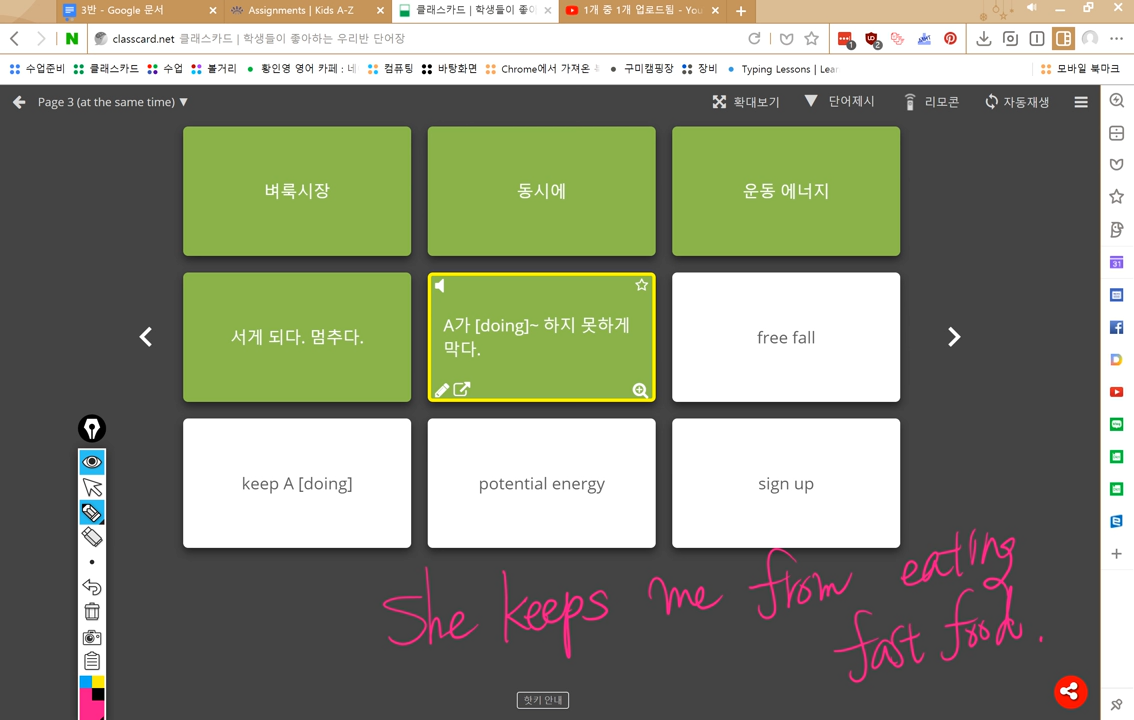 3반 - Google 문서
Assignments | Kids A-Z
클래스카드 | 학생들이 좋아
1개 중 1개 업로드됨 - You
N classcard.net 클래스카드 | 학생들이 좋아하는 우리반 단어장
수업준비 클래스카드 수업 볼거리 황인영 영어 카페 : 네 컴퓨팅 바탕화면 Chrome에서 가져온 구미캠핑장 장비 Typing Lessons | Lear 모바일 북마크
Page 3 (at the same time) ▼ 확대보기 단어제시 리모콘 자동재생
벼룩시장 동시에 운동 에너지
서게 되다. 멈추다.
A가 [doing]~ 하지 못하게
막다.
free fall
keep A [doing] potential energy sign up
She keeps me from eating
fast food.
핫키 안내